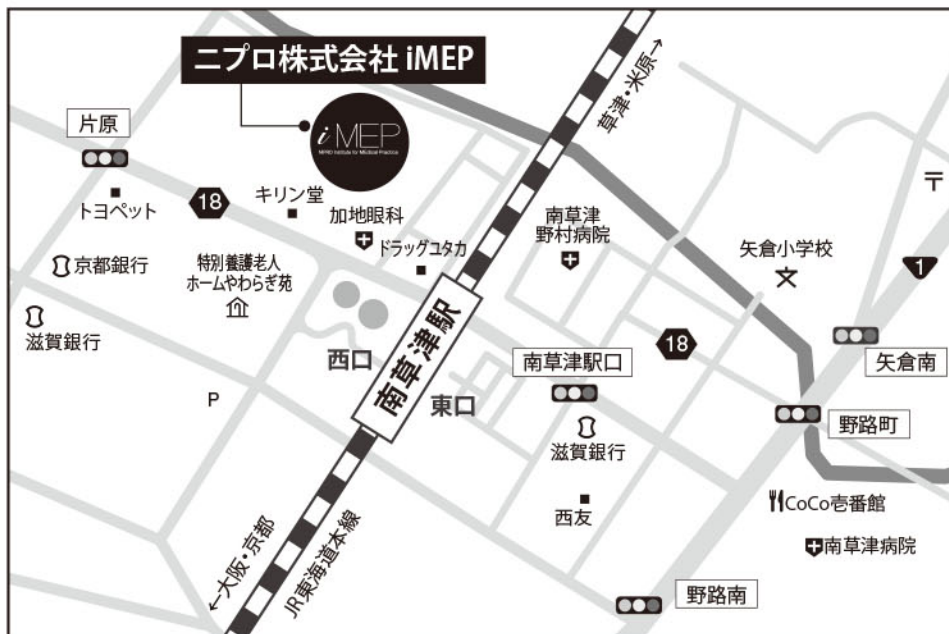 ニプロ株式会社 iMEP
草津・米原→
片原
iMEP
NIPRO Institute for Medical Practice
〒
トヨペット
18
キリン堂
加地眼科
ドラッグユタカ
南草津
野村病院
矢倉小学校
文
1
京都銀行
特別養護老人
ホームやわらぎ苑
滋賀銀行
西口
南草津駅
東口
南草津駅口
18
矢倉南
P
野路町
滋賀銀行
西友
CoCo壱番館
南草津病院
←大阪・京都
JR東海道本線
野路南